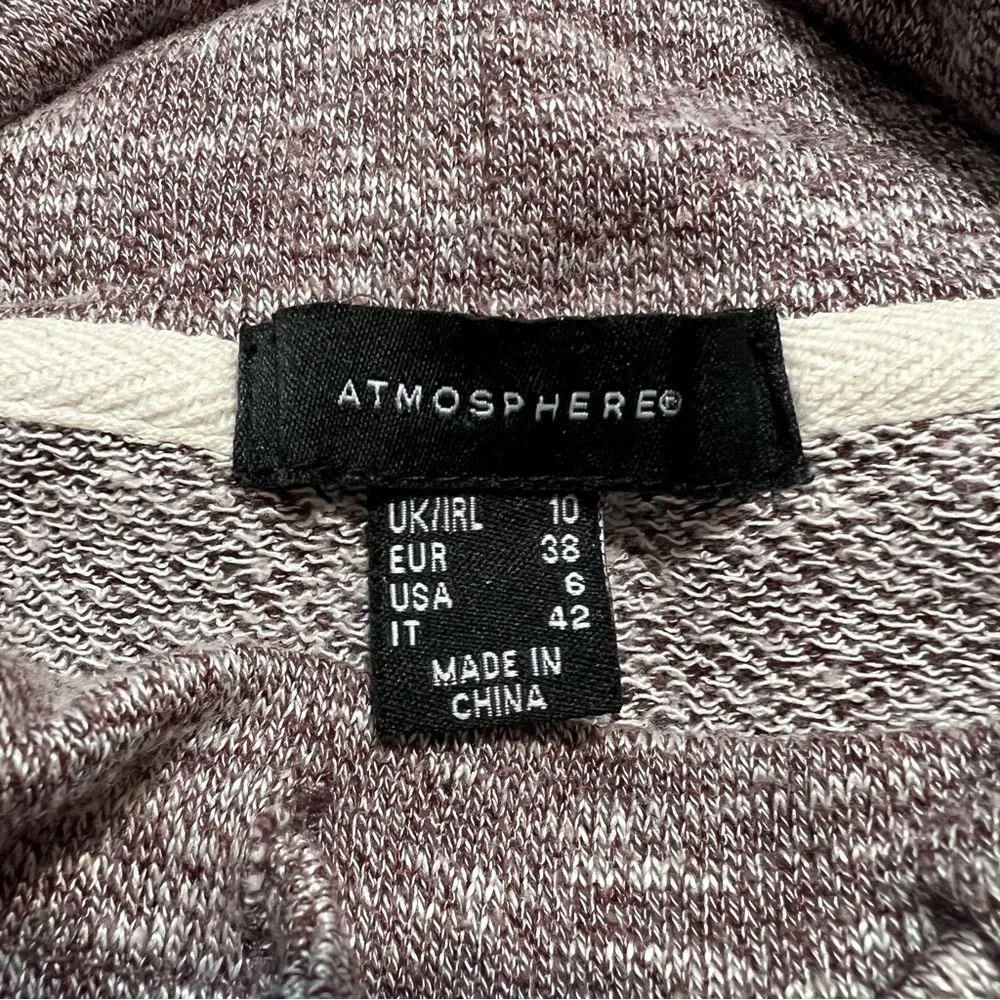 ATMOSPHERE®
UK/IRL 10
EUR 38
USA 6
IT 42
MADE IN
CHINA